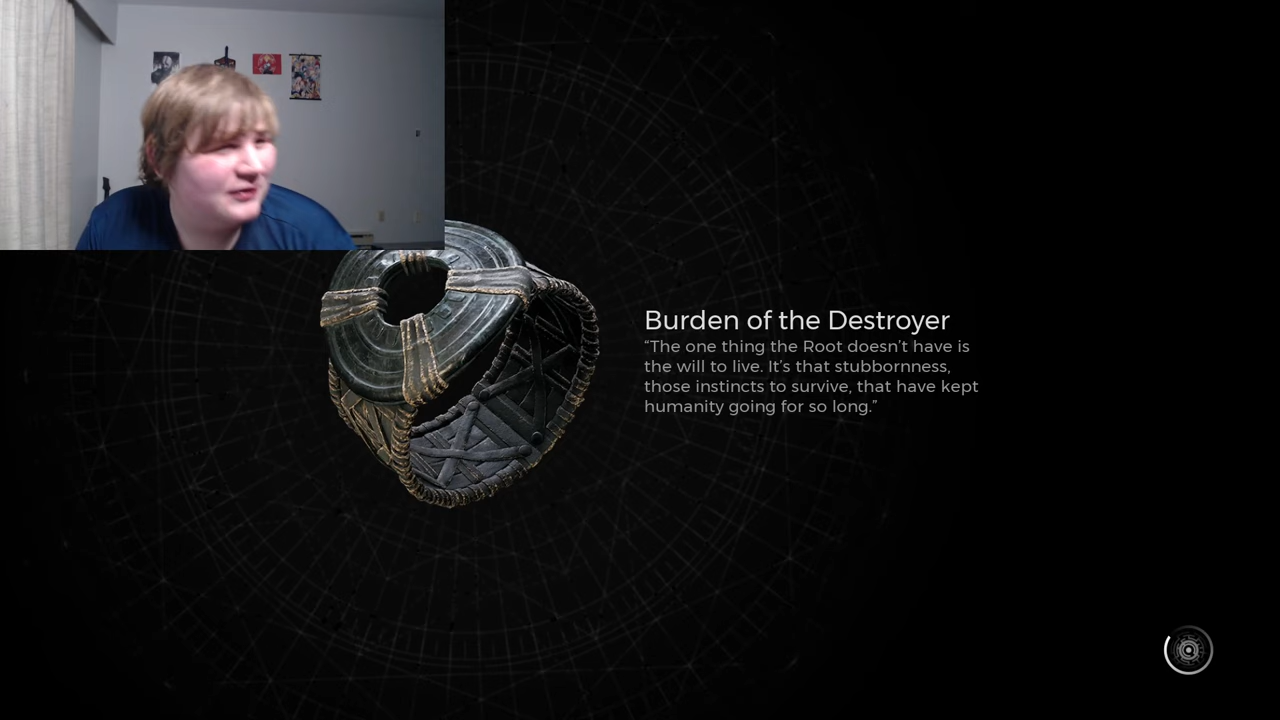 Burden of the Destroyer
“The one thing the Root doesn’t have is
the will to live. It’s that stubbornness,
those instincts to survive, that have kept
humanity going for so long.”